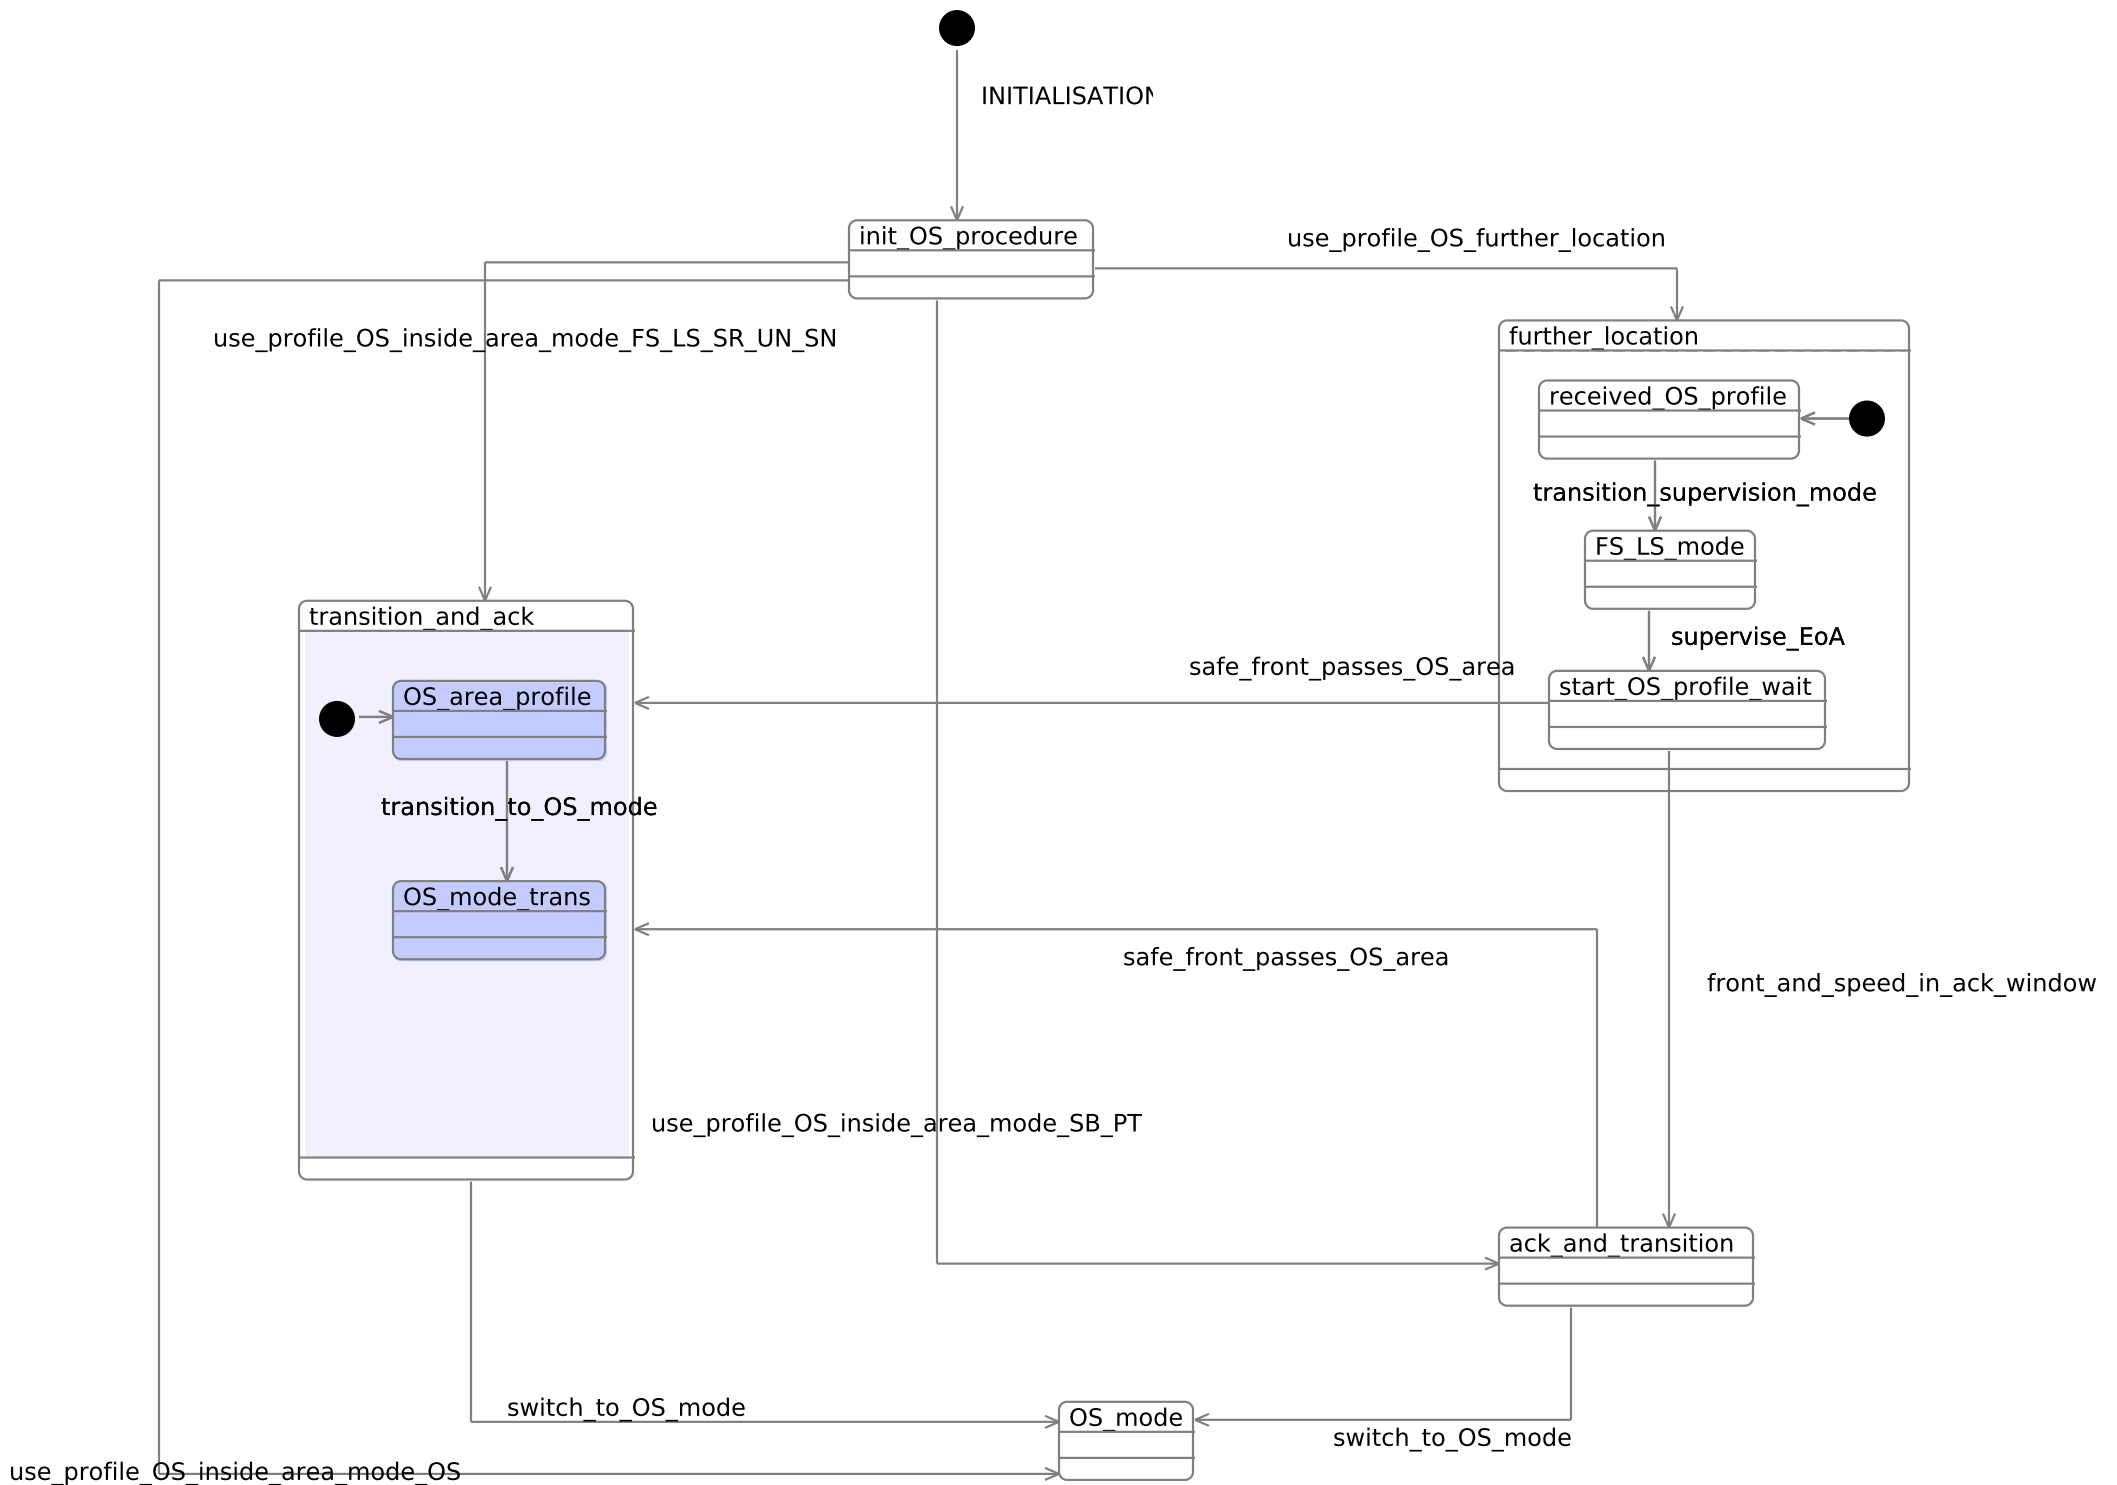 INITIALISATION
init_OS_procedure
use_profile_OS_further_location
use_profile_OS_inside_area_mode_FS_LS_SR_UN_SN
further_location
received_OS_profile
transition_supervision_mode
FS_LS_mode
transition_and_ack
supervise_EoA
safe_front_passes_OS_area
start_OS_profile_wait
OS_area_profile
transition_to_OS_mode
OS_mode_trans
safe_front_passes_OS_area
front_and_speed_in_ack_window
use_profile_OS_inside_area_mode_SB_PT
ack_and_transition
switch_to_OS_mode
OS_mode
switch_to_OS_mode
use_profile_OS_inside_area_mode_OS